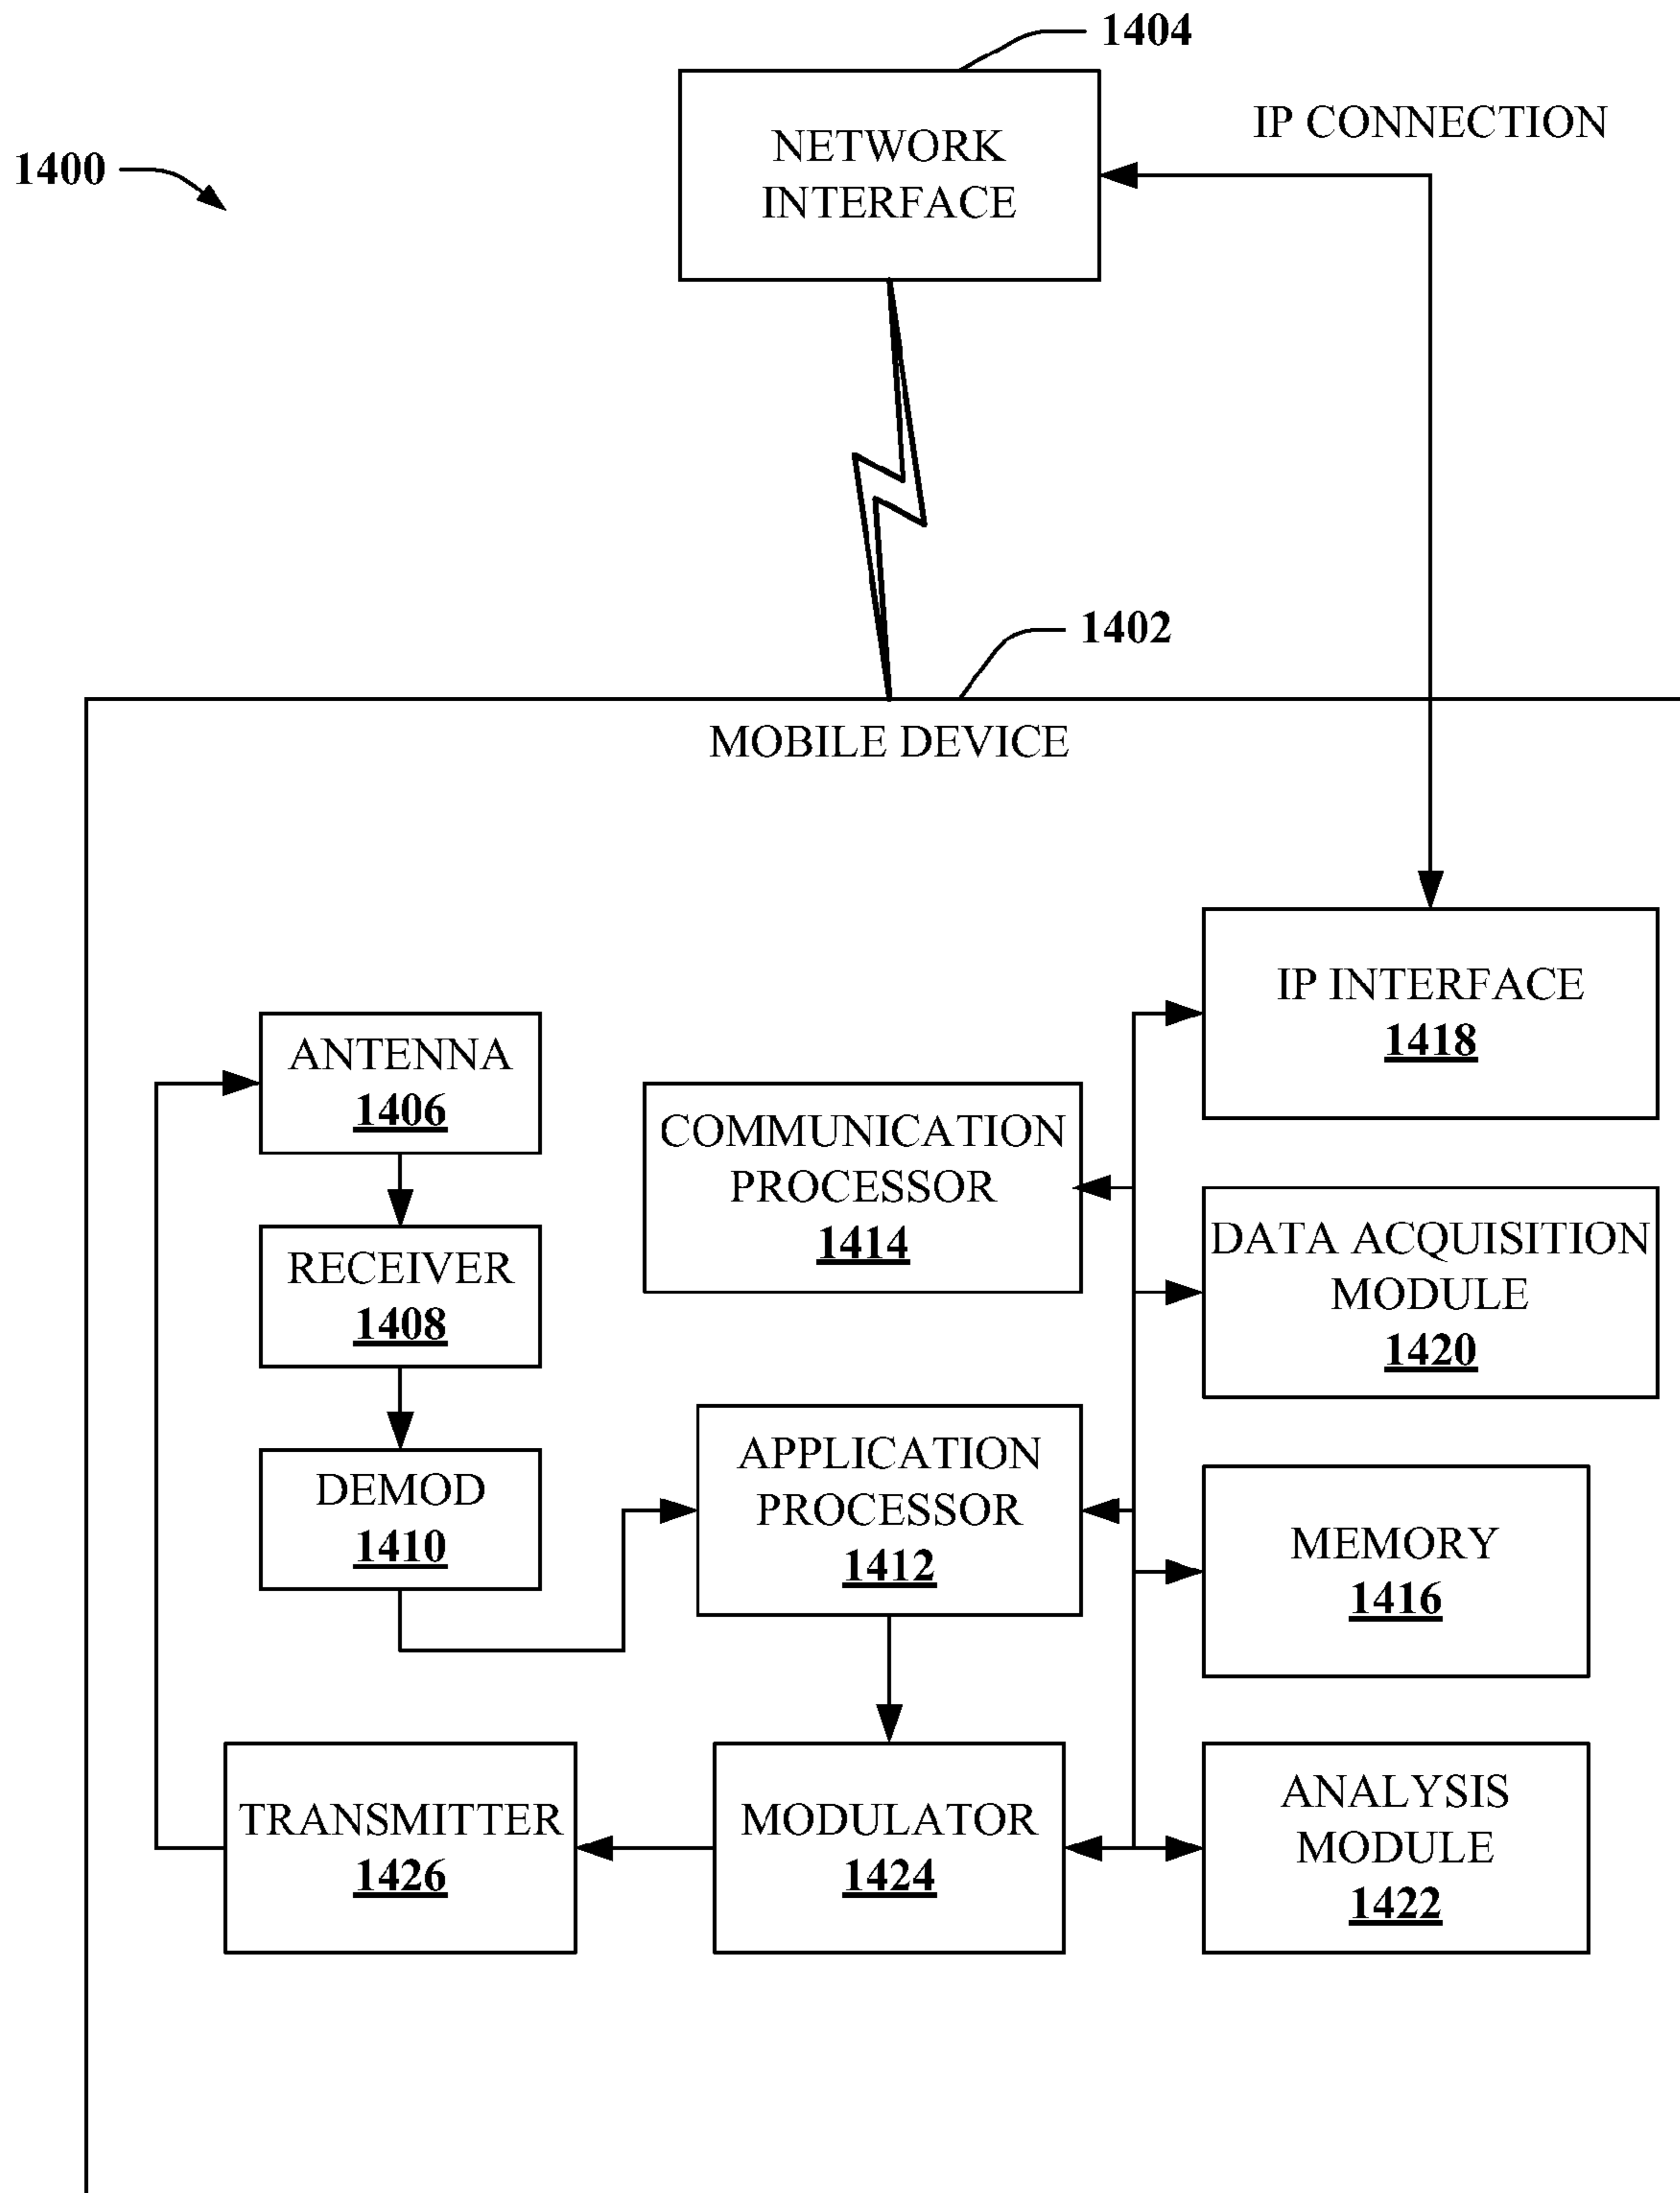 1404
NETWORK
INTERFACE
IP CONNECTION
1400
1402
MOBILE DEVICE
IP INTERFACE
1418
ANTENNA
1406
COMMUNICATION
PROCESSOR
1414
DATA ACQUISITION
MODULE
1420
RECEIVER
1408
APPLICATION
PROCESSOR
1412
DEMOD
1410
MEMORY
1416
TRANSMITTER
1426
MODULATOR
1424
ANALYSIS
MODULE
1422